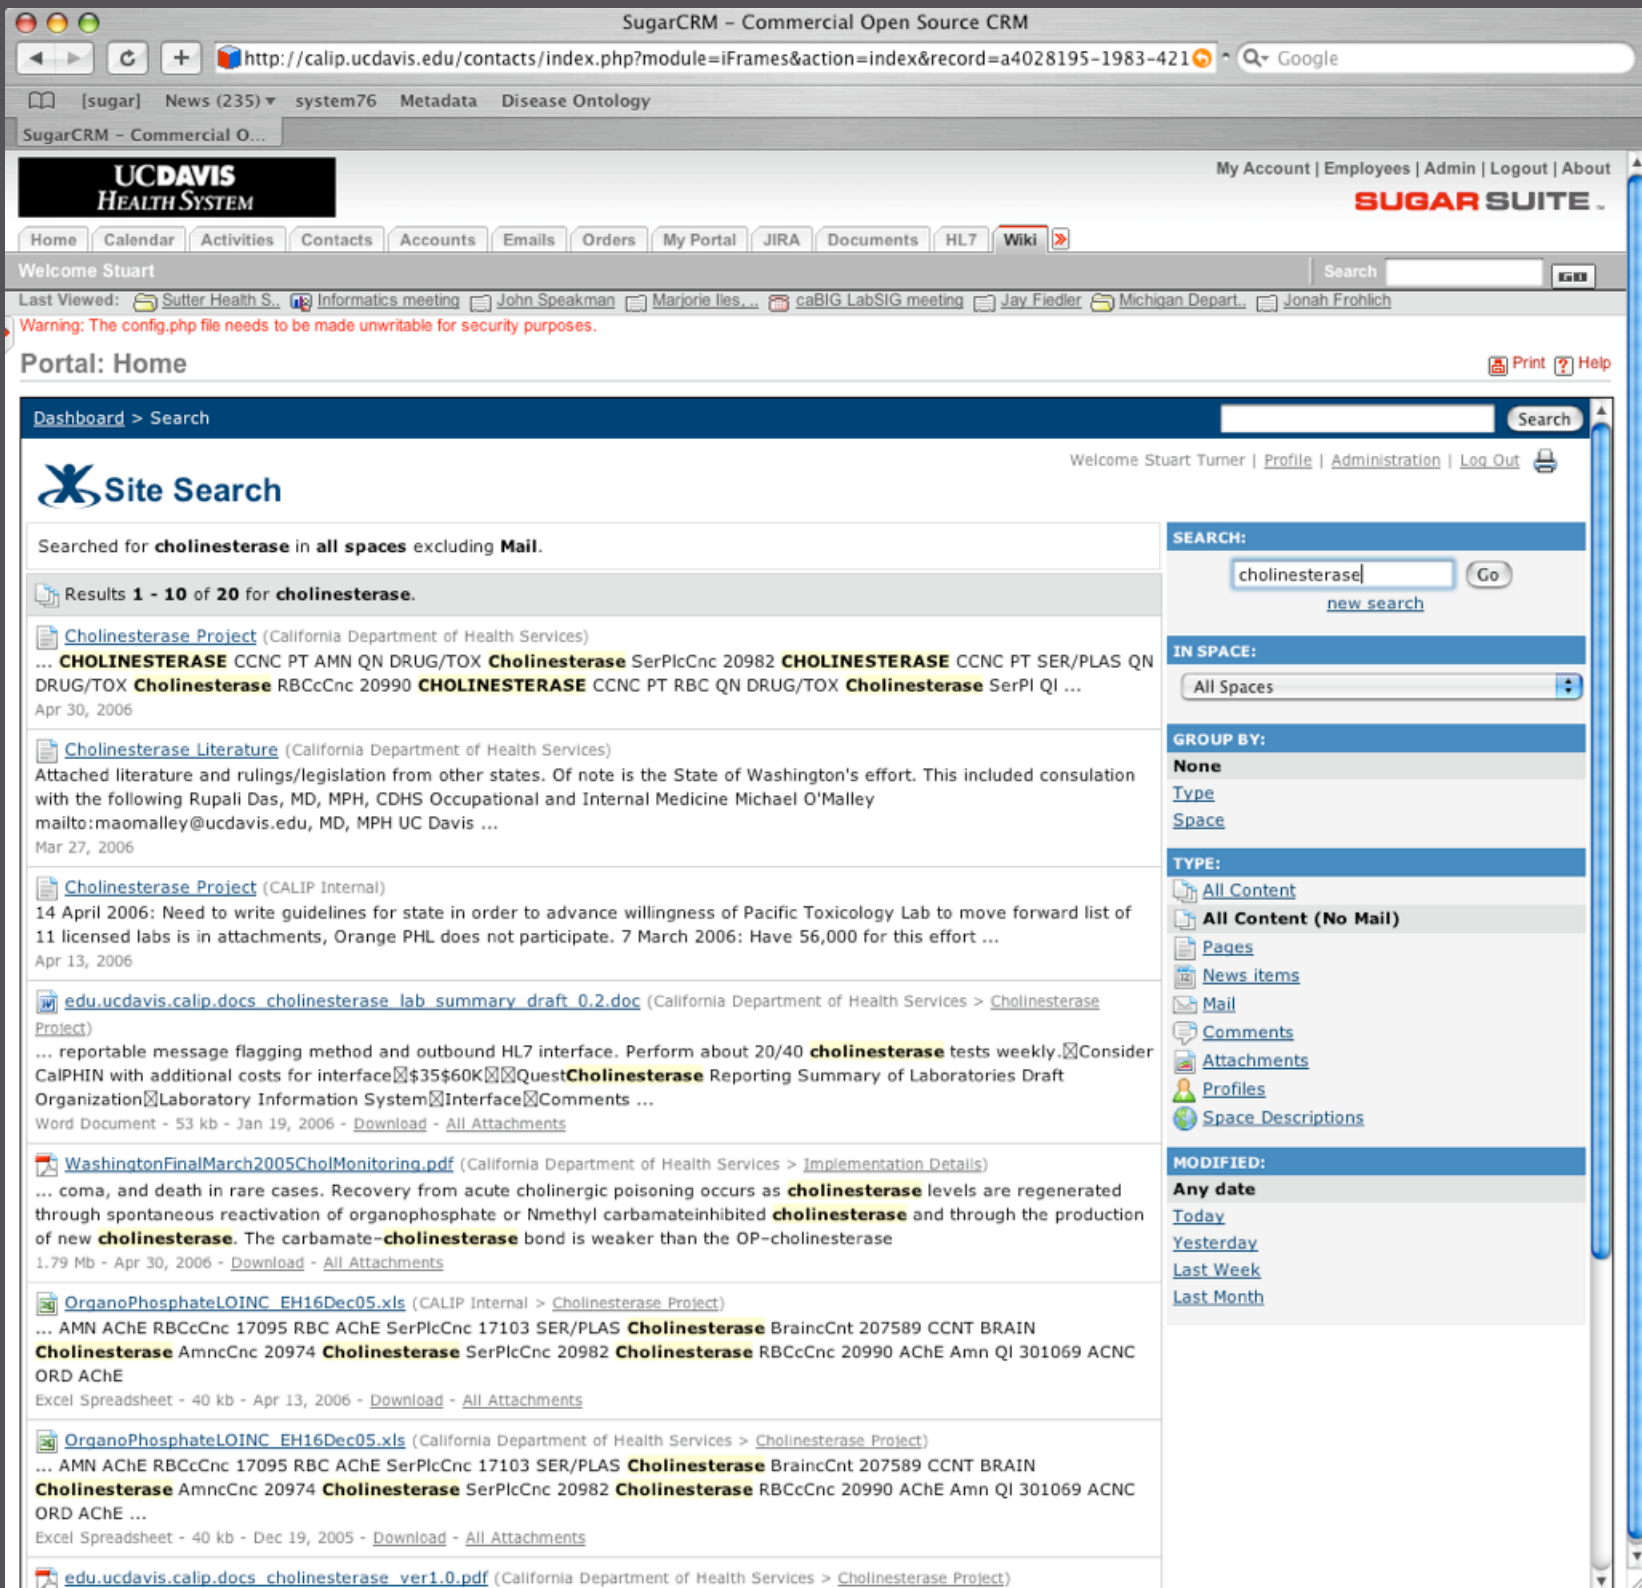 SugarCRM – Commercial Open Source CRM
http://calip.ucdavis.edu/contacts/index.php?module=iFrames&action=index&record=a4028195-1983-421
Google
[sugar] News (235) system76 Metadata Disease Ontology
SugarCRM – Commercial O...
UCDAVIS
HEALTH SYSTEM
My Account | Employees | Admin | Logout | About
SUGAR SUITE
Home Calendar Activities Contacts Accounts Emails Orders My Portal JIRA Documents HL7 Wiki
Welcome Stuart
Search GO
Last Viewed: Sutter Health S.. Informatics meeting John Speakman Marjorie Iles, .. caBIG LabSIG meeting Jay Fiedler Michigan Depart.. Jonah Frohlich
Warning: The config.php file needs to be made unwritable for security purposes.
Portal: Home
Print Help
Dashboard > Search
Search
Welcome Stuart Turner | Profile | Administration | Log Out
Site Search
Searched for cholinesterase in all spaces excluding Mail.
Results 1 - 10 of 20 for cholinesterase.
Cholinesterase Project (California Department of Health Services)
... CHOLINESTERASE CCNC PT AMN QN DRUG/TOX Cholinesterase SerPlcCnc 20982 CHOLINESTERASE CCNC PT SER/PLAS QN
DRUG/TOX Cholinesterase RBCcCnc 20990 CHOLINESTERASE CCNC PT RBC QN DRUG/TOX Cholinesterase SerPl Ql ...
Apr 30, 2006
Cholinesterase Literature (California Department of Health Services)
Attached literature and rulings/legislation from other states. Of note is the State of Washington's effort. This included consulation
with the following Rupali Das, MD, MPH, CDHS Occupational and Internal Medicine Michael O'Malley
mailto:maomalley@ucdavis.edu, MD, MPH UC Davis ...
Mar 27, 2006
Cholinesterase Project (CALIP Internal)
14 April 2006: Need to write guidelines for state in order to advance willingness of Pacific Toxicology Lab to move forward list of
11 licensed labs is in attachments, Orange PHL does not participate. 7 March 2006: Have 56,000 for this effort ...
Apr 13, 2006
edu.ucdavis.calip.docs_cholinesterase_lab_summary_draft_0.2.doc (California Department of Health Services > Cholinesterase
Project)
... reportable message flagging method and outbound HL7 interface. Perform about 20/40 cholinesterase tests weekly.☒Consider
CalPHIN with additional costs for interface☒$35$60K☒☒QuestCholinesterase Reporting Summary of Laboratories Draft
Organization☒Laboratory Information System☒Interface☒Comments ...
Word Document - 53 kb - Jan 19, 2006 - Download - All Attachments
WashingtonFinalMarch2005CholMonitoring.pdf (California Department of Health Services > Implementation Details)
... coma, and death in rare cases. Recovery from acute cholinergic poisoning occurs as cholinesterase levels are regenerated
through spontaneous reactivation of organophosphate or Nmethyl carbamateinhibited cholinesterase and through the production
of new cholinesterase. The carbamate–cholinesterase bond is weaker than the OP–cholinesterase
1.79 Mb - Apr 30, 2006 - Download - All Attachments
OrganoPhosphateLOINC_EH16Dec05.xls (CALIP Internal > Cholinesterase Project)
... AMN AChE RBCcCnc 17095 RBC AChE SerPlcCnc 17103 SER/PLAS Cholinesterase BraincCnt 207589 CCNT BRAIN
Cholinesterase AmncCnc 20974 Cholinesterase SerPlcCnc 20982 Cholinesterase RBCcCnc 20990 AChE Amn Ql 301069 ACNC
ORD AChE
Excel Spreadsheet - 40 kb - Apr 13, 2006 - Download - All Attachments
OrganoPhosphateLOINC_EH16Dec05.xls (California Department of Health Services > Cholinesterase Project)
... AMN AChE RBCcCnc 17095 RBC AChE SerPlcCnc 17103 SER/PLAS Cholinesterase BraincCnt 207589 CCNT BRAIN
Cholinesterase AmncCnc 20974 Cholinesterase SerPlcCnc 20982 Cholinesterase RBCcCnc 20990 AChE Amn Ql 301069 ACNC
ORD AChE ...
Excel Spreadsheet - 40 kb - Dec 19, 2005 - Download - All Attachments
edu.ucdavis.calip.docs_cholinesterase_ver1.0.pdf (California Department of Health Services > Cholinesterase Project)
SEARCH:
cholinesterase Go
new search
IN SPACE:
All Spaces
GROUP BY:
None
Type
Space
TYPE:
All Content
All Content (No Mail)
Pages
News items
Mail
Comments
Attachments
Profiles
Space Descriptions
MODIFIED:
Any date
Today
Yesterday
Last Week
Last Month